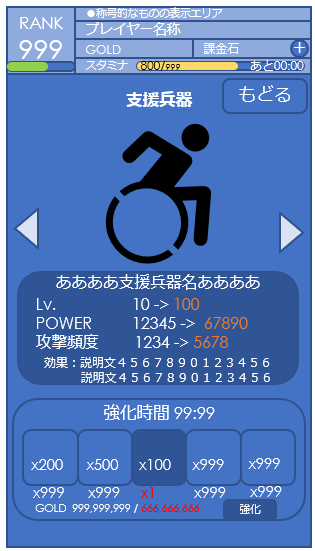 RANK
999
●称号的なものの表示エリア
プレイヤー名称
GOLD 課金石 +
スタミナ 800/999 あと00:00
もどる
支援兵器
ああああ支援兵器名ああああ
Lv. 10 -> 100
POWER 12345 -> 67890
攻撃頻度 1234 -> 5678
効果：説明文４５６７８９０１２３４５６
説明文４５６７８９０１２３４５６
強化時間 99:99
x200 x500 x100 x999 x999
x999 x999 x1 x999 x999
GOLD 999,999,999 / 666,666,666 強化